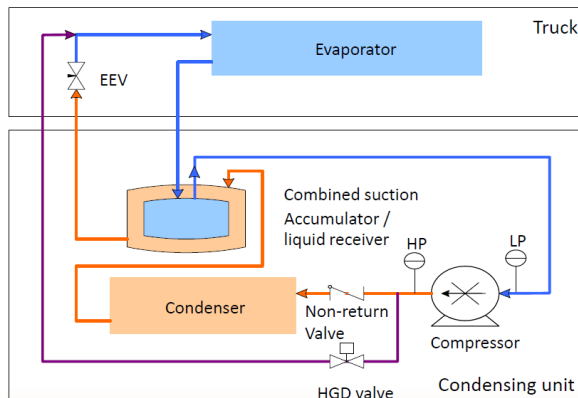 Truck
Evaporator
EEV
Combined suction
Accumulator /
liquid receiver
HP
LP
Condenser
Non-return
Valve
Compressor
HGD valve
Condensing unit